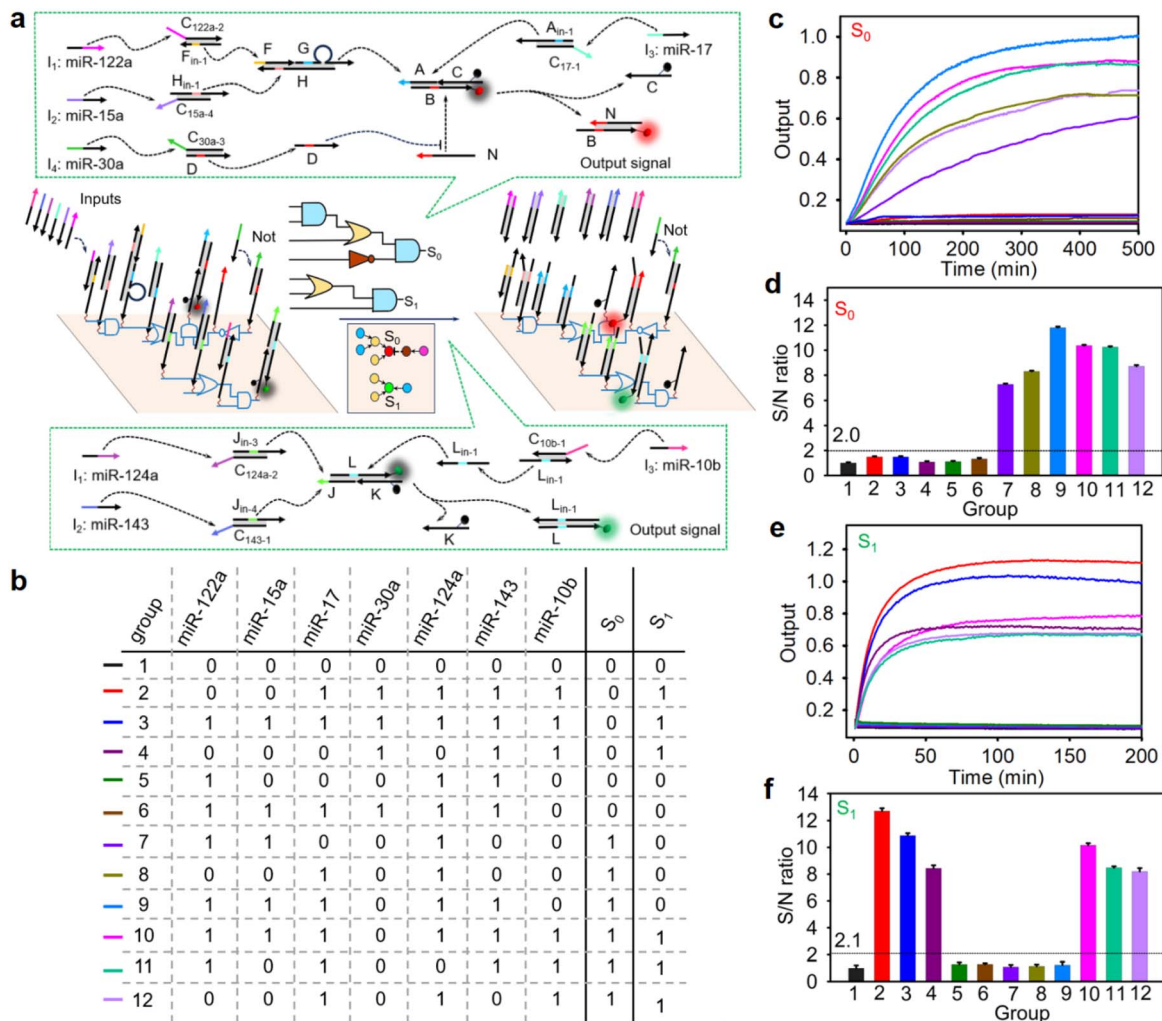 a
C122a-2
Fin-1
I1: miR-122a
F
G
H
Hin-1
I2: miR-15a
C15a-4
C30a-3
I4: miR-30a
D
D
Ain-1
C17-1
I3: miR-17
A
C
B
C
N
B
N
Output signal
Inputs
Not
S0
S1
S0
S1
Not
Jin-3
I1: miR-124a
C124a-2
Jin-4
I2: miR-143
C143-1
L
J
K
Lin-1
C10b-1
Lin-1
I3: miR-10b
K
Lin-1
L
Output signal
b
group miR-122a miR-15a miR-17 miR-30a miR-124a miR-143 miR-10b S0 S1
1 0 0 0 0 0 0 0 0 0
2 0 0 1 1 1 1 1 0 1
3 1 1 1 1 1 1 1 0 1
4 0 0 0 1 0 1 1 0 1
5 1 0 0 0 1 1 0 0 0
6 1 1 1 1 1 1 0 0 0
7 1 1 0 0 1 0 0 1 0
8 0 0 1 0 1 0 0 1 0
9 1 1 1 0 1 1 0 1 0
10 1 1 1 0 1 1 1 1 1
11 1 0 1 0 0 1 1 1 1
12 0 0 1 0 1 0 1 1 1
c
S0
Output
1.0
0.8
0.6
0.4
0.2
0 100 200 300 400 500
Time (min)
d
S0
S/N ratio
14
12
10
8
6
4
2
0
2.0
1 2 3 4 5 6 7 8 9 10 11 12
Group
e
S1
Output
1.2
1.0
0.8
0.6
0.4
0.2
0 50 100 150 200
Time (min)
f
S1
S/N ratio
14
12
10
8
6
4
2
0
2.1
1 2 3 4 5 6 7 8 9 10 11 12
Group